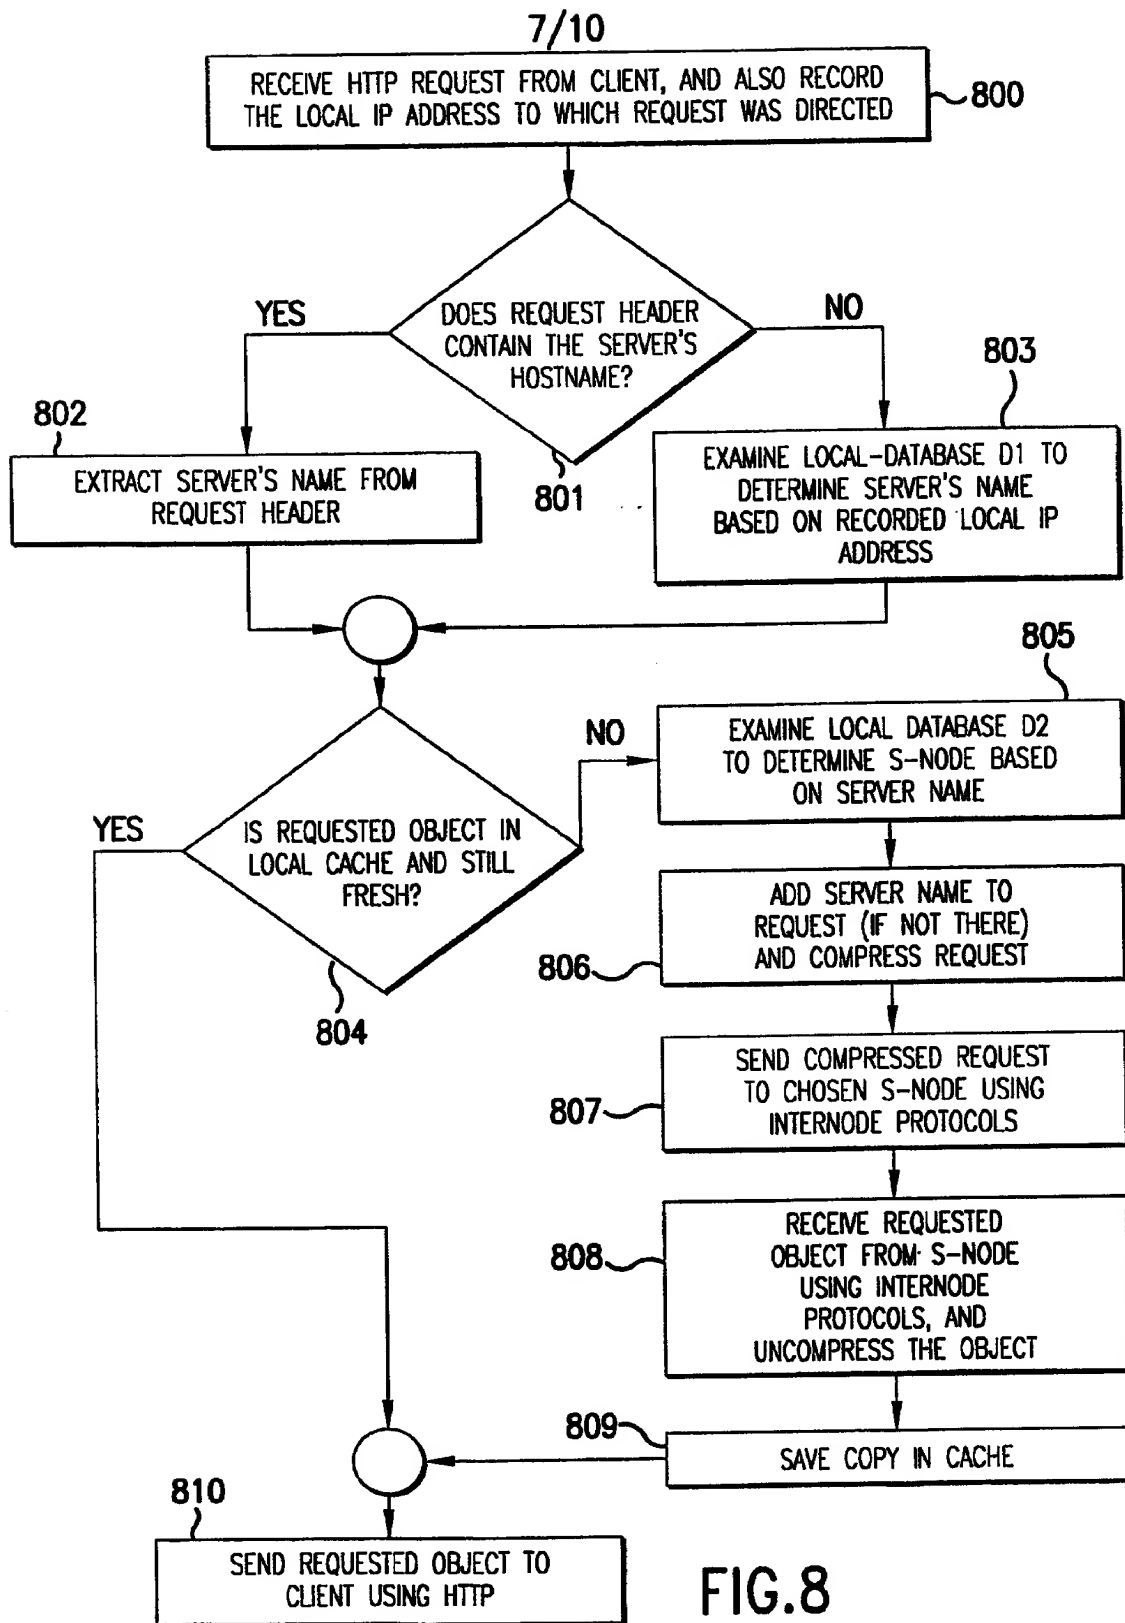 7/10
RECEIVE HTTP REQUEST FROM CLIENT, AND ALSO RECORD
THE LOCAL IP ADDRESS TO WHICH REQUEST WAS DIRECTED
800
DOES REQUEST HEADER
CONTAIN THE SERVER'S
HOSTNAME?
YES
NO
801
802
EXTRACT SERVER'S NAME FROM
REQUEST HEADER
803
EXAMINE LOCAL-DATABASE D1 TO
DETERMINE SERVER'S NAME
BASED ON RECORDED LOCAL IP
ADDRESS
IS REQUESTED OBJECT IN
LOCAL CACHE AND STILL
FRESH?
YES
NO
804
805
EXAMINE LOCAL DATABASE D2
TO DETERMINE S-NODE BASED
ON SERVER NAME
ADD SERVER NAME TO
REQUEST (IF NOT THERE)
AND COMPRESS REQUEST
806
SEND COMPRESSED REQUEST
TO CHOSEN S-NODE USING
INTERNODE PROTOCOLS
807
RECEIVE REQUESTED
OBJECT FROM S-NODE
USING INTERNODE
PROTOCOLS, AND
UNCOMPRESS THE OBJECT
808
809
SAVE COPY IN CACHE
810
SEND REQUESTED OBJECT TO
CLIENT USING HTTP
FIG.8